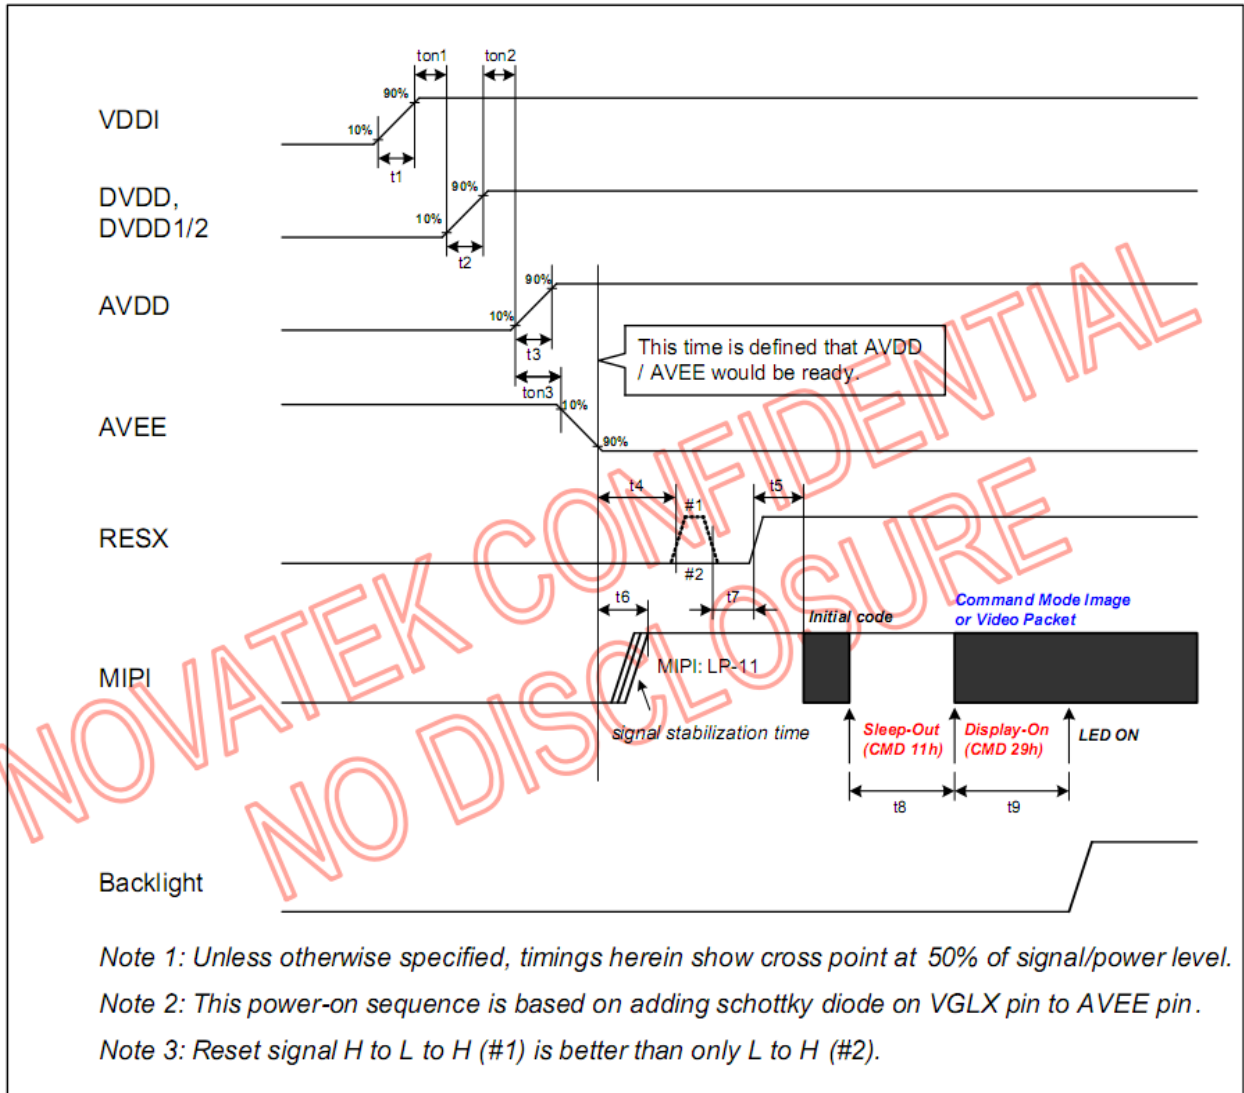 ton1
ton2
VDDI
90%
10%
t1
DVDD,
DVDD1/2
90%
10%
t2
AVDD
90%
10%
t3
ton3
This time is defined that AVDD
/ AVEE would be ready.
AVEE
10%
90%
t4
t5
RESX
#1
#2
t6
t7
Initial code
Command Mode Image
or Video Packet
MIPI
MIPI: LP-11
signal stabilization time
Sleep-Out
(CMD 11h)
Display-On
(CMD 29h)
LED ON
t8
t9
Backlight
NOVATEK CONFIDENTIAL
NO DISCLOSURE
Note 1: Unless otherwise specified, timings herein show cross point at 50% of signal/power level.
Note 2: This power-on sequence is based on adding schottky diode on VGLX pin to AVEE pin.
Note 3: Reset signal H to L to H (#1) is better than only L to H (#2).